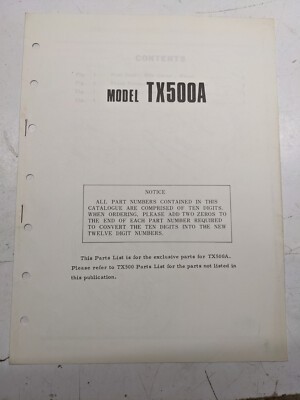 MODEL TX500A
NOTICE
ALL PART NUMBERS CONTAINED IN THIS
CATALOGUE ARE COMPRISED OF TEN DIGITS.
WHEN ORDERING, PLEASE ADD TWO ZEROS TO
THE END OF EACH PART NUMBER REQUIRED
TO CONVERT THE TEN DIGITS INTO THE NEW
TWELVE DIGIT NUMBERS.
This Parts List is for the exclusive parts for TX500A.
Please refer to TX500 Parts List for the parts not listed in
this publication.